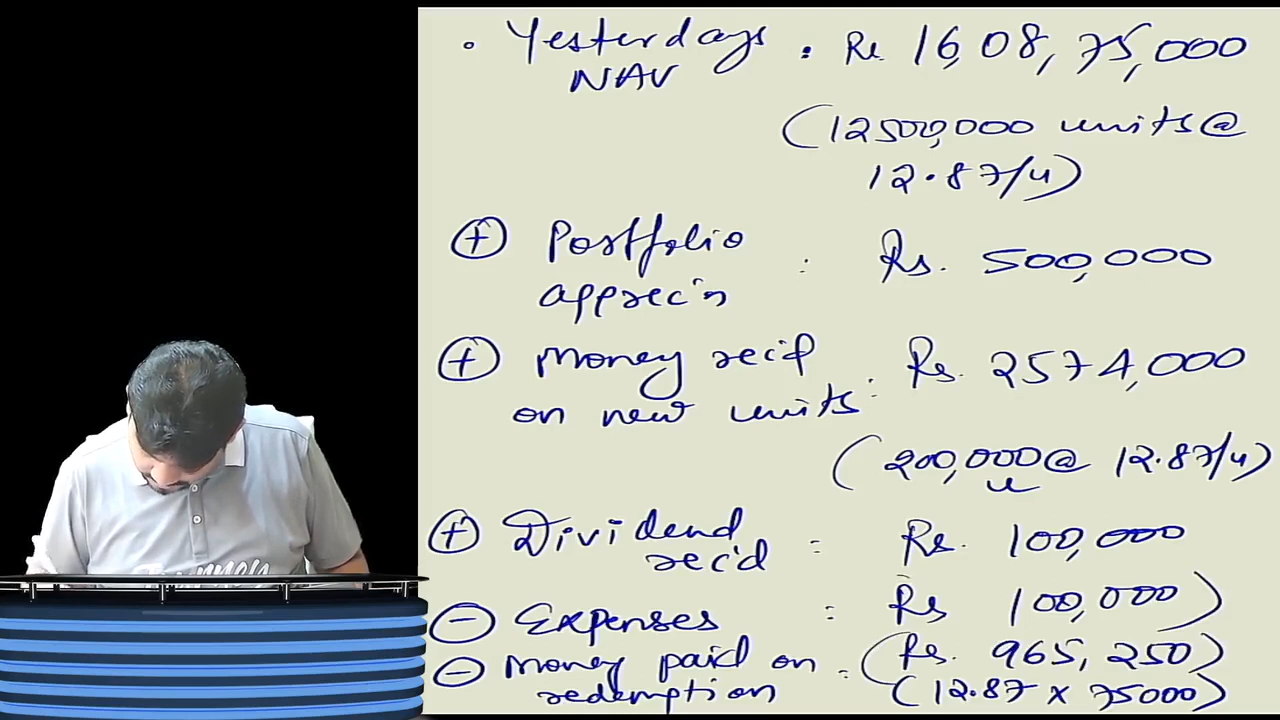 . Yesterdays : Rs. 16,08,75,000
NAV
(12500,000 units @
12.87/u)
⊕ Portfolio : Rs. 500,000
apprec'n
⊕ Money rec'd : Rs. 2574,000
on new units
(200,000 @ 12.87/u)
u
⊕ Dividend : Rs. 100,000
rec'd
⊖ Expenses : Rs 100,000)
⊖ Money paid on : (Rs. 965,250)
redemption (12.87 x 75000)